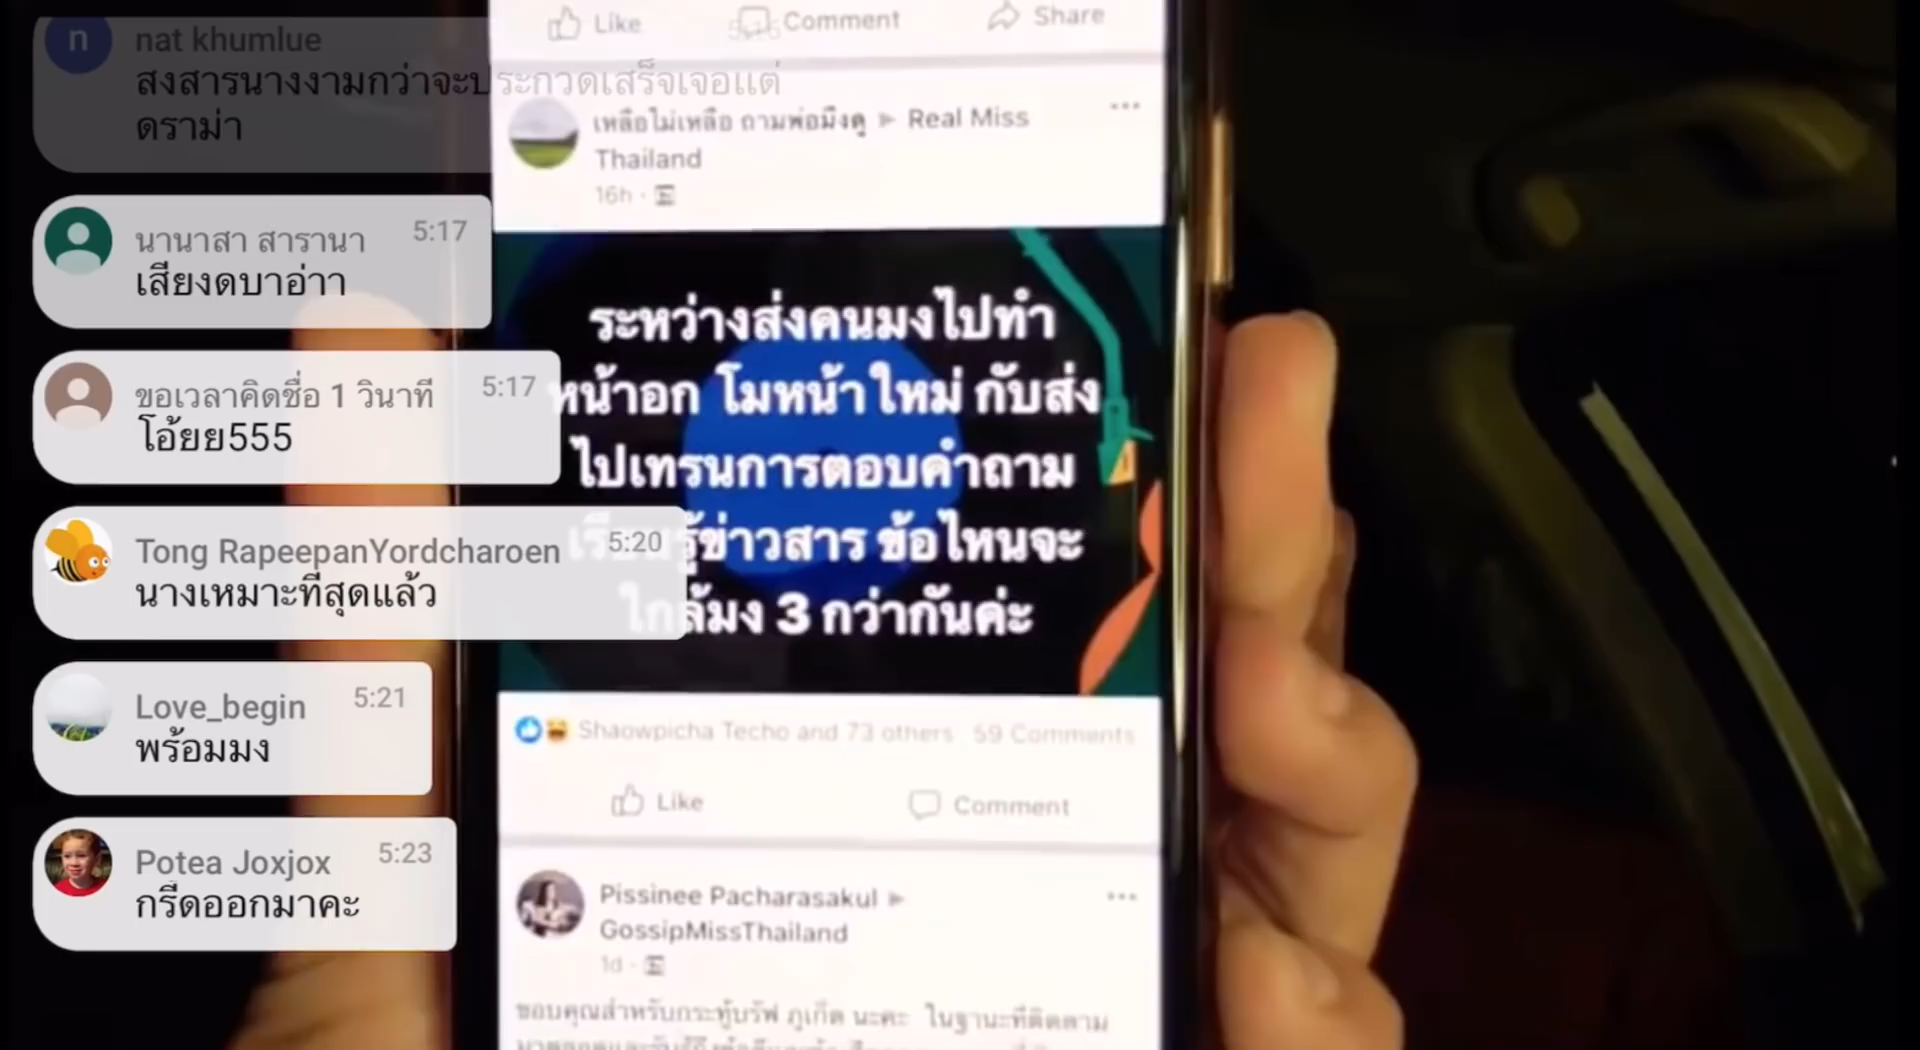 nat khumlue
สงสารนางงามกว่าจะประกวดเสร็จเจอแต่
ดราม่า
นานาสา สารานา 5:17
เสียงดบาอ่าา
ขอเวลาคิดชื่อ 1 วินาที 5:17
โอ้ยย555
Tong RapeepanYordcharoen 5:20
นางเหมาะที่สุดแล้ว
Love_begin 5:21
พร้อมมง
Potea Joxjox 5:23
กรี๊ดออกมาคะ
Like Comment Share
เหลือไม่เหลือ ถามพ่อมึงดู ▶ Real Miss
Thailand
16h
ระหว่างส่งคนมงไปทำ
หน้าอก โมหน้าใหม่ กับส่ง
ไปเทรนการตอบคำถาม
เรียนรู้ข่าวสาร ข้อไหนจะ
ใกล้มง 3 กว่ากันค่ะ
Shaowpicha Techo and 73 others 59 Comments
Like Comment
Pissinee Pacharasakul ▶
GossipMissThailand
1d
ขอบคุณสำหรับกระทู้บรีฟ ภูเก็ต นะคะ ในฐานะที่ติดตาม